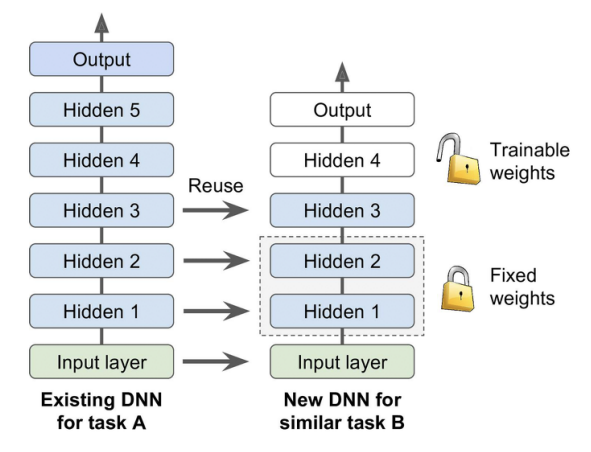 Output
Hidden 5
Hidden 4
Hidden 3
Hidden 2
Hidden 1
Input layer
Existing DNN
for task A
Reuse
Output
Hidden 4
Hidden 3
Hidden 2
Hidden 1
Input layer
New DNN for
similar task B
Trainable
weights
Fixed
weights